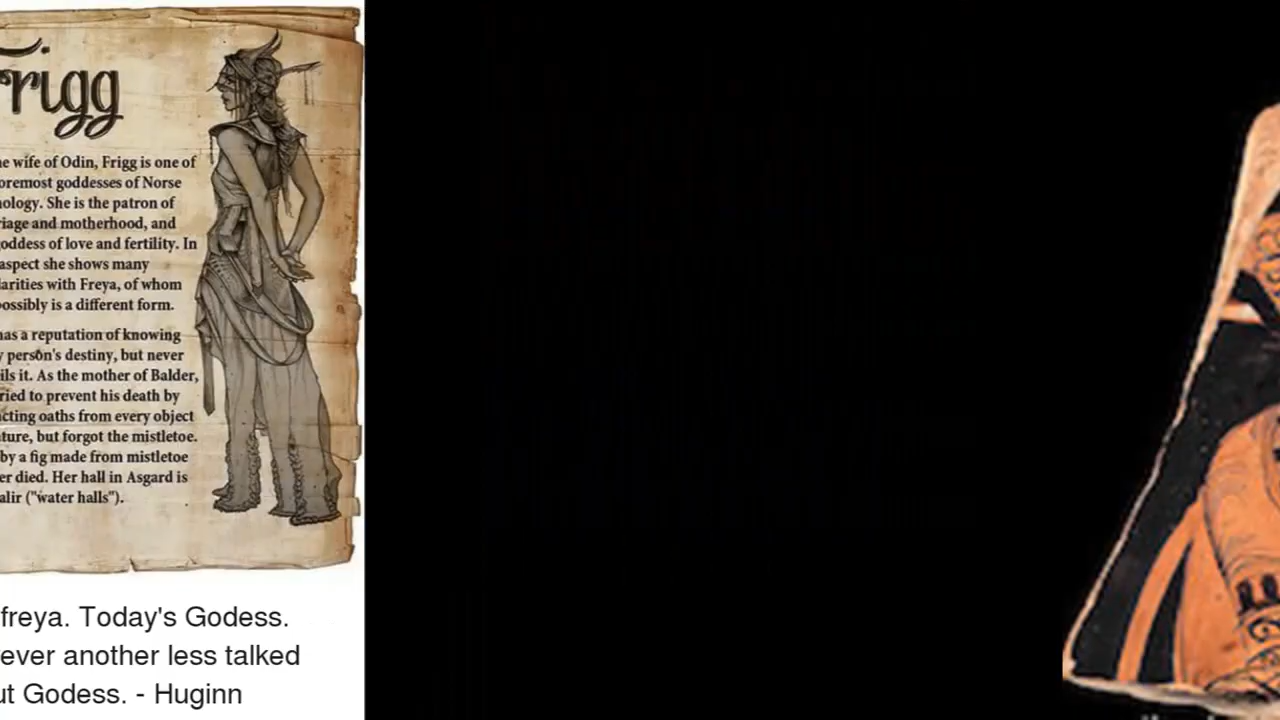 rigg
e wife of Odin, Frigg is one of
oremost goddesses of Norse
ology. She is the patron of
riage and motherhood, and
oddess of love and fertility. In
aspect she shows many
larities with Freya, of whom
possibly is a different form.
has a reputation of knowing
y person's destiny, but never
ils it. As the mother of Balder,
ried to prevent his death by
cting oaths from every object
ture, but forgot the mistletoe.
by a fig made from mistletoe
er died. Her hall in Asgard is
alir ("water halls").
freya. Today's Godess.
ever another less talked
ut Godess. - Huginn